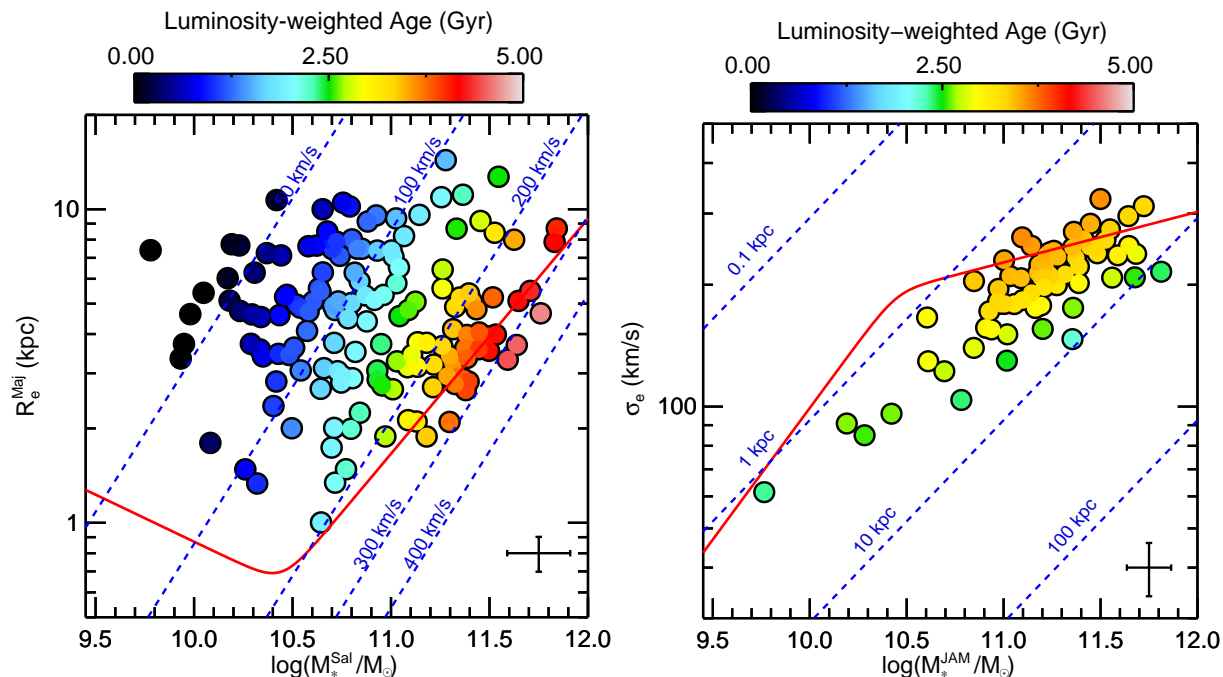 Luminosity-weighted Age (Gyr)
0.00 2.50 5.00
10
1
R_e^Maj (kpc)
50 km/s
100 km/s
200 km/s
300 km/s
400 km/s
9.5 10.0 10.5 11.0 11.5 12.0
log(M_*^Sal/M_⊙)
Luminosity−weighted Age (Gyr)
0.00 2.50 5.00
100
σ_e (km/s)
0.1 kpc
1 kpc
10 kpc
100 kpc
9.5 10.0 10.5 11.0 11.5 12.0
log(M_*^JAM/M_⊙)